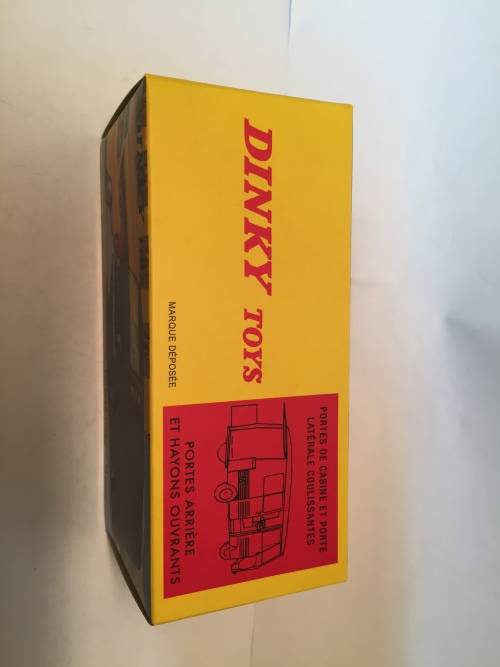 DINKY TOYS
MARQUE DÉPOSÉE
PORTES DE CABINE ET PORTE
LATÉRALE COULISSANTES
PORTES ARRIÈRE
ET HAYONS OUVRANTS